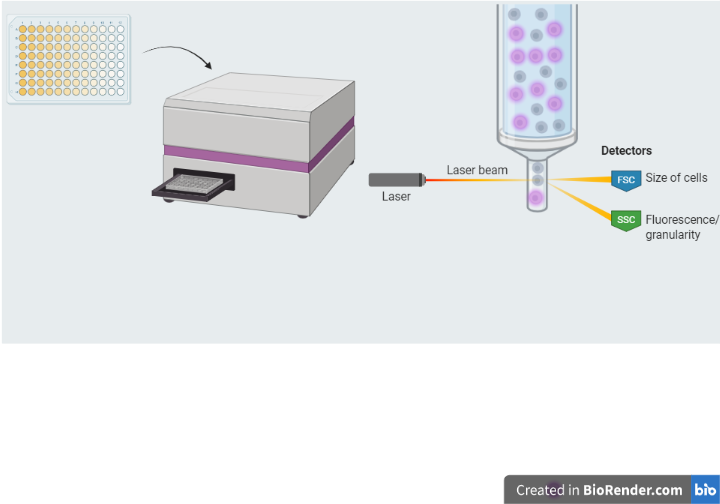 Detectors
Laser beam
Laser
FSC
Size of cells
SSC
Fluorescence/
granularity
Created in BioRender.com bio